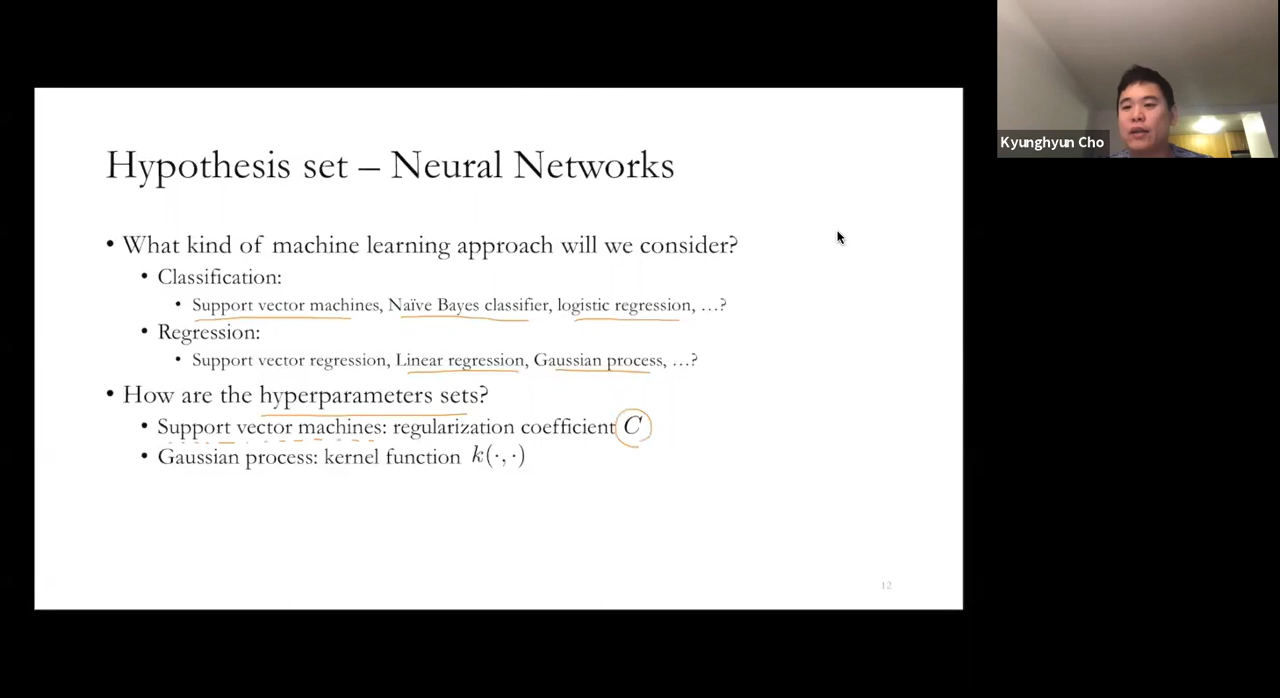 Kyunghyun Cho
Hypothesis set – Neural Networks
• What kind of machine learning approach will we consider?
• Classification:
• Support vector machines, Naïve Bayes classifier, logistic regression, …?
• Regression:
• Support vector regression, Linear regression, Gaussian process, …?
• How are the hyperparameters sets?
• Support vector machines: regularization coefficient C
• Gaussian process: kernel function k(·,·)
12